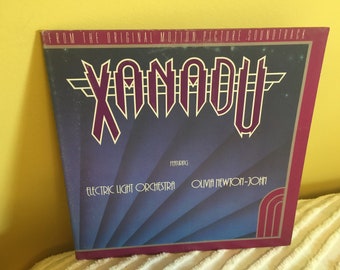 FROM THE ORIGINAL MOTION PICTURE SOUNDTRACK
XANADU
FEATURING
ELECTRIC LIGHT ORCHESTRA OLIVIA NEWTON-JOHN